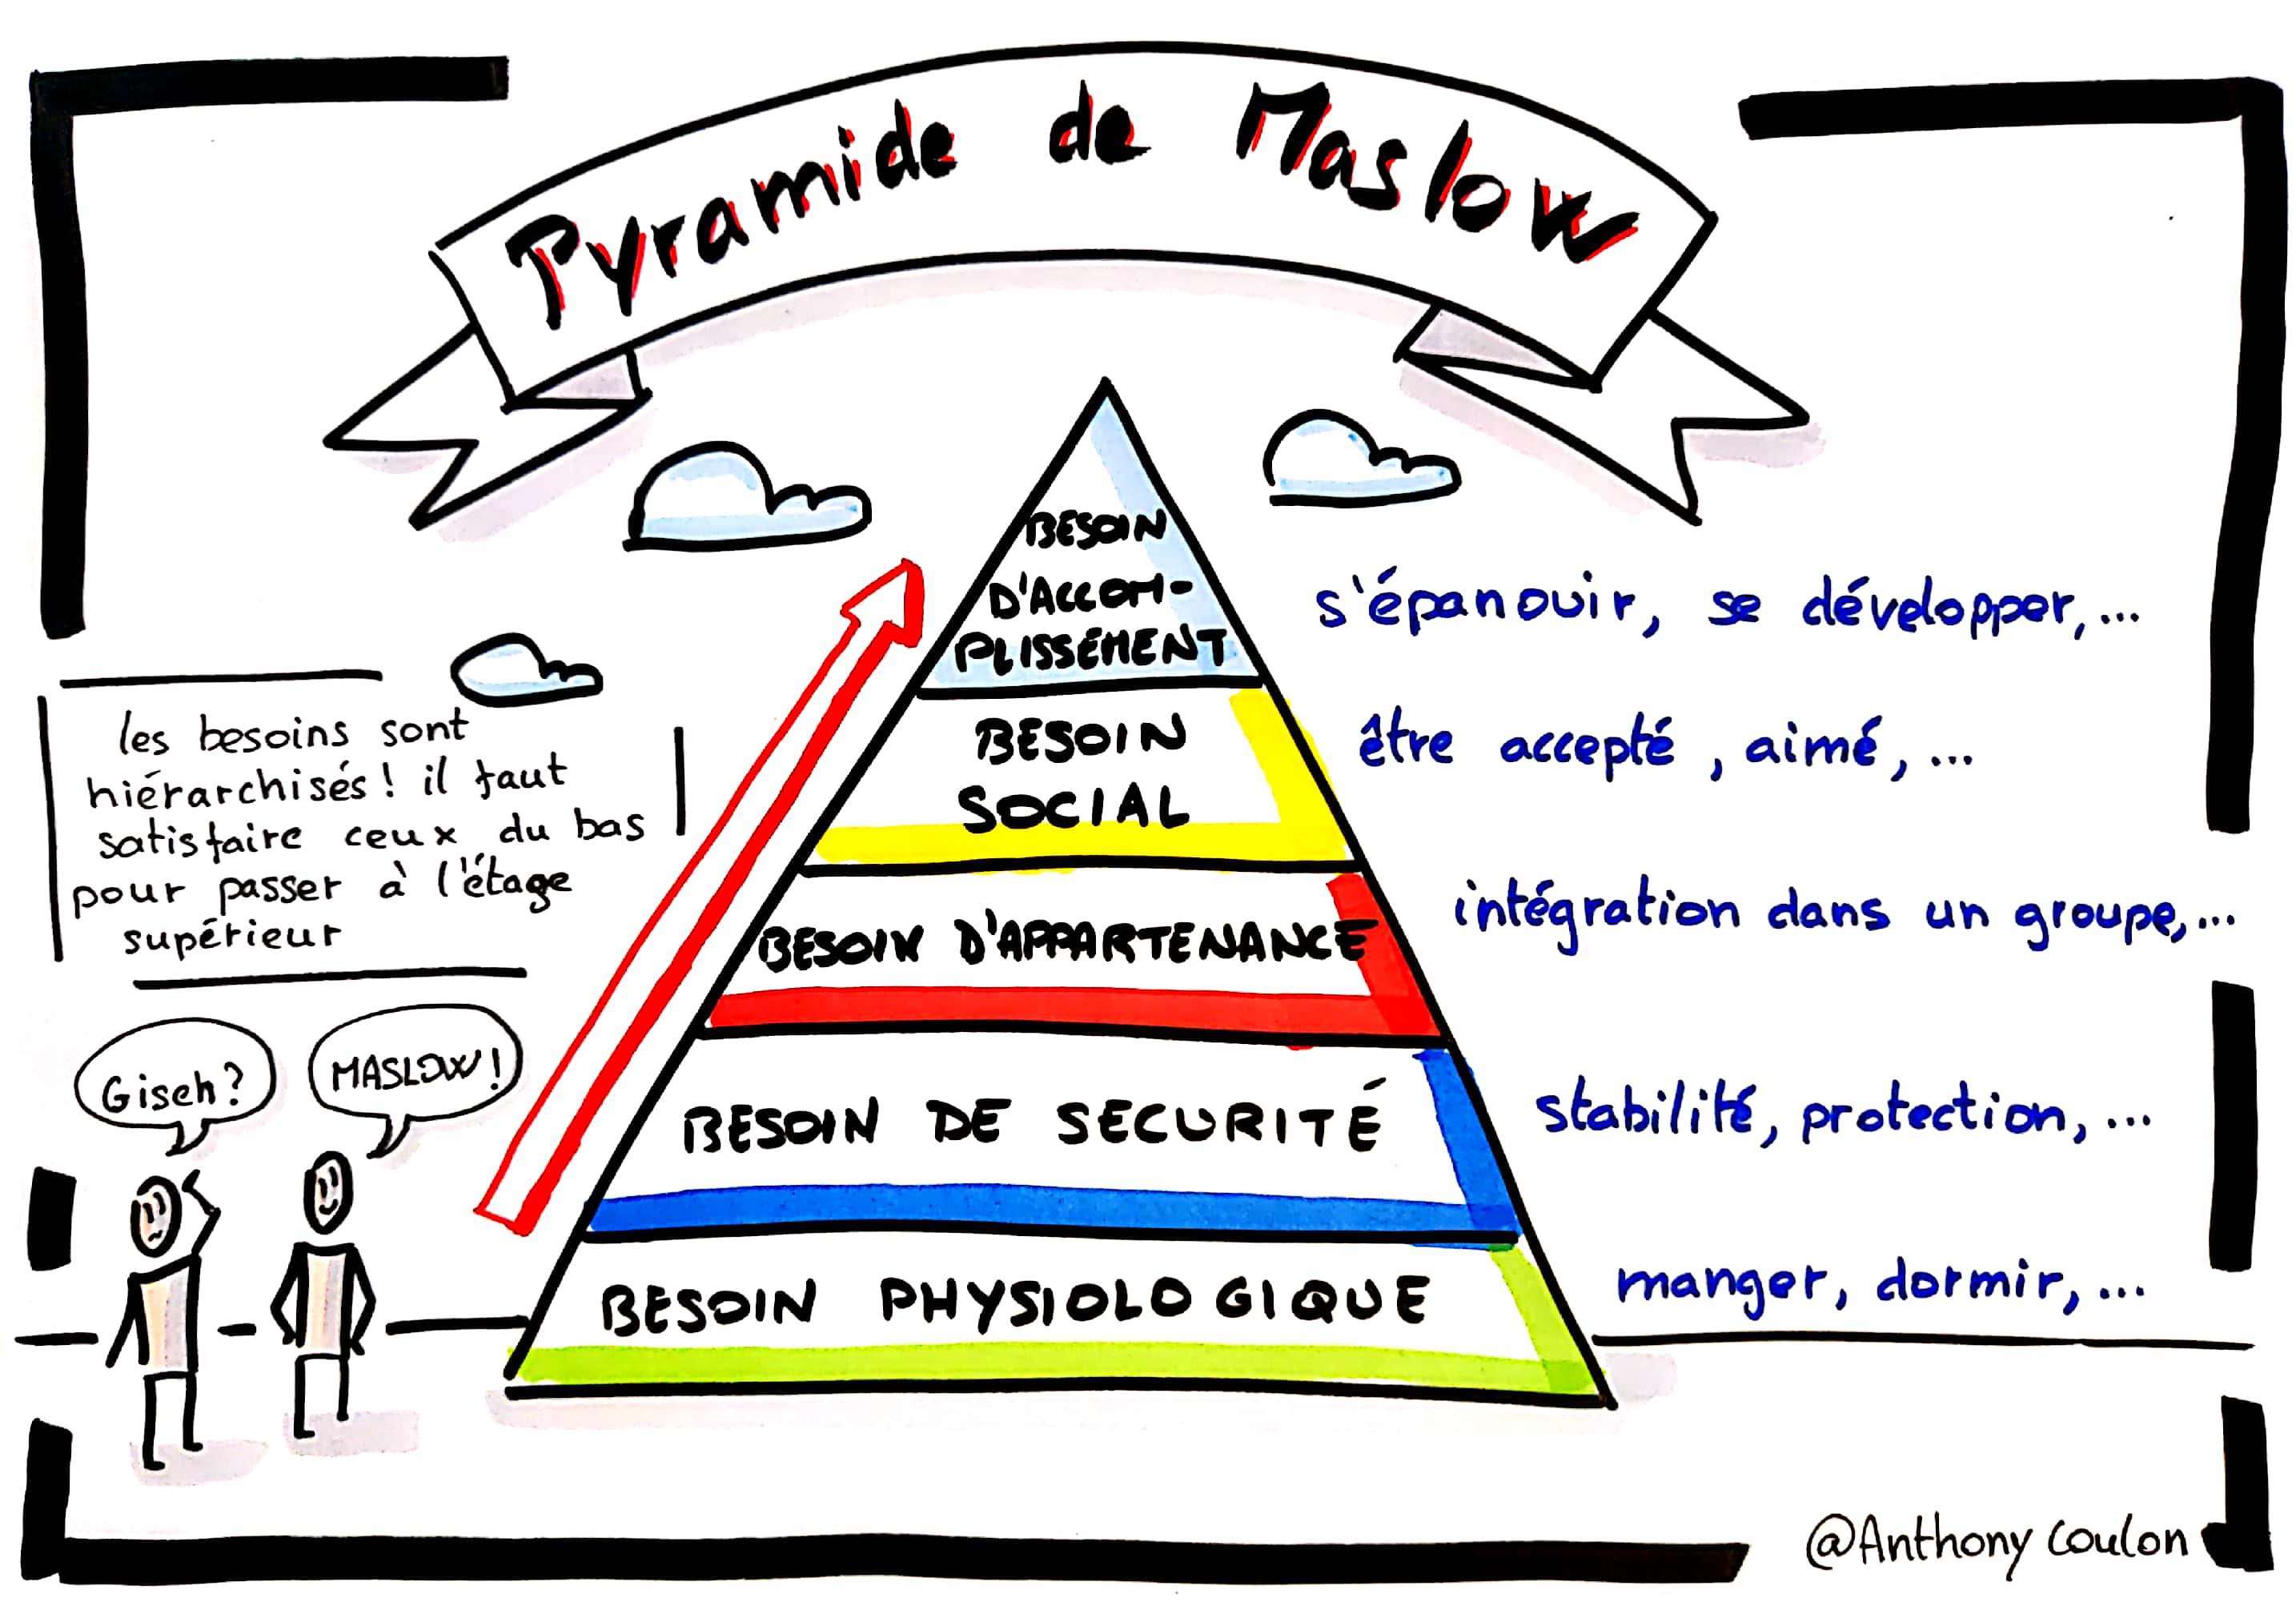 Pyramide de Maslow
BESOIN
D'ACCOM-
PLISSEMENT
s'épanouir, se développer,...
BESOIN
SOCIAL
être accepté, aimé,...
les besoins sont
hiérarchisés! il faut
satisfaire ceux du bas
pour passer à l'étage
supérieur
BESOIN D'APPARTENANCE
intégration dans un groupe,...
Giseh?
MASLOW!
BESOIN DE SECURITÉ
stabilité, protection,...
BESOIN PHYSIOLOGIQUE
manger, dormir,...
@Anthony Coulon